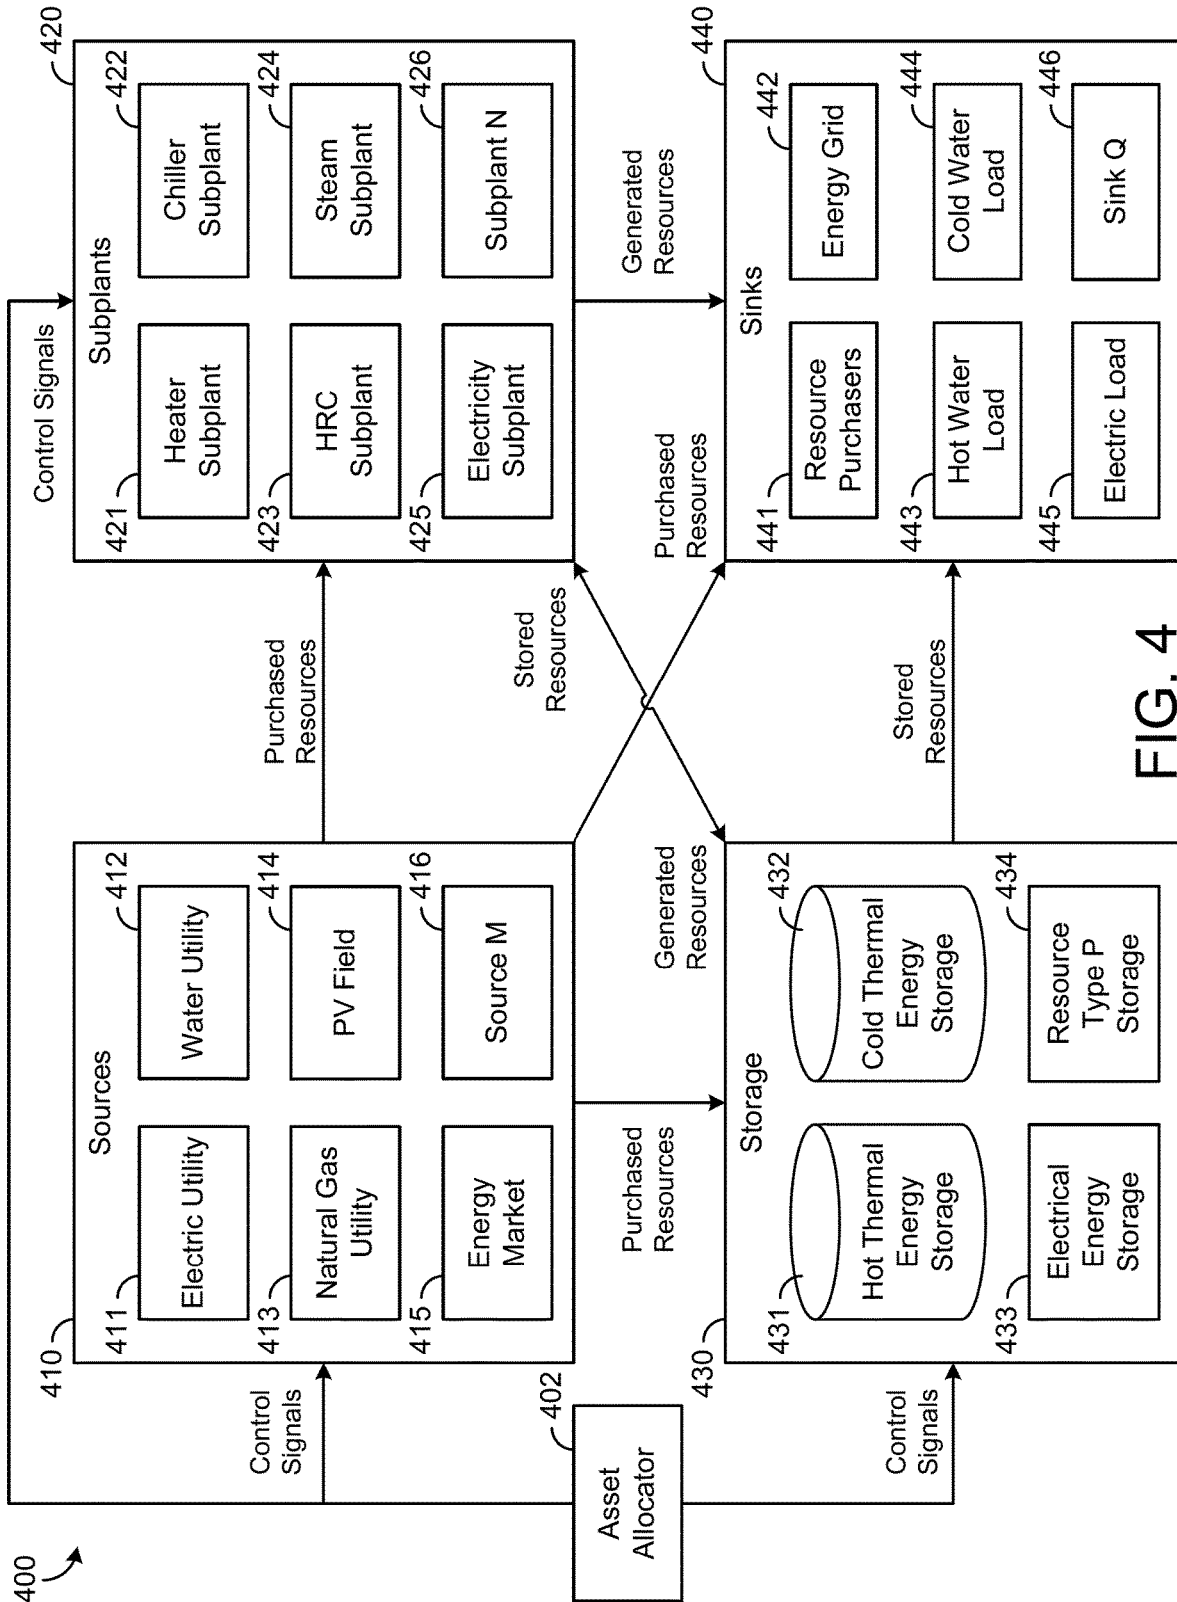 400
Control Signals
410
Sources
411
Electric Utility
412
Water Utility
413
Natural Gas
Utility
414
PV Field
415
Energy
Market
416
Source M
Control
Signals
Purchased
Resources
420
Subplants
421
Heater
Subplant
422
Chiller
Subplant
423
HRC
Subplant
424
Steam
Subplant
425
Electricity
Subplant
426
Subplant N
402
Asset
Allocator
Purchased
Resources
Generated
Resources
Stored
Resources
Purchased
Resources
Generated
Resources
Control
Signals
430
Storage
431
Hot Thermal
Energy
Storage
432
Cold Thermal
Energy
Storage
433
Electrical
Energy
Storage
434
Resource
Type P
Storage
Stored
Resources
440
Sinks
441
Resource
Purchasers
442
Energy Grid
443
Hot Water
Load
444
Cold Water
Load
445
Electric Load
446
Sink Q
FIG. 4